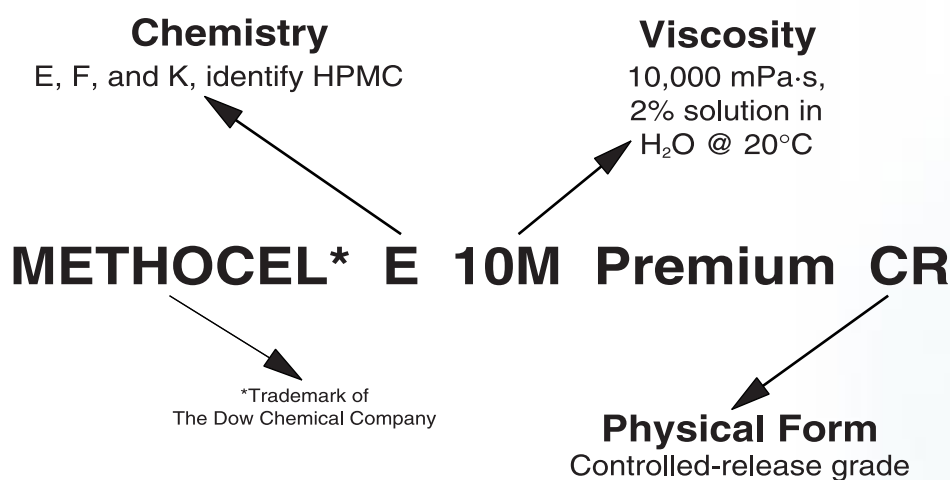 Chemistry
E, F, and K, identify HPMC
Viscosity
10,000 mPa·s,
2% solution in
H₂O @ 20°C
METHOCEL* E 10M Premium CR
*Trademark of
The Dow Chemical Company
Physical Form
Controlled-release grade